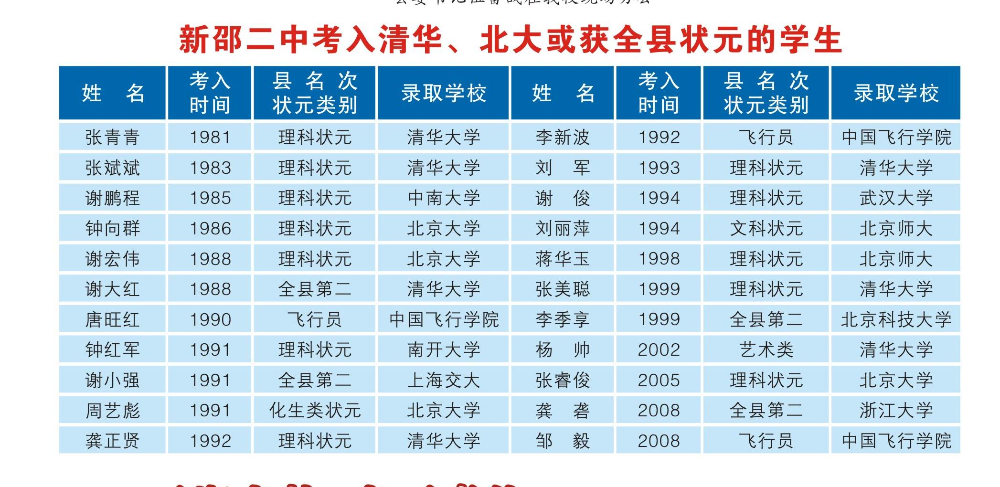 新邵二中考入清华、北大或获全县状元的学生
姓 名 考入时间 县名次状元类别 录取学校 姓 名 考入时间 县名次状元类别 录取学校
张青青 1981 理科状元 清华大学 李新波 1992 飞行员 中国飞行学院
张斌斌 1983 理科状元 清华大学 刘 军 1993 理科状元 清华大学
谢鹏程 1985 理科状元 中南大学 谢 俊 1994 理科状元 武汉大学
钟向群 1986 理科状元 北京大学 刘丽萍 1994 文科状元 北京师大
谢宏伟 1988 理科状元 北京大学 蒋华玉 1998 理科状元 北京师大
谢大红 1988 全县第二 清华大学 张美聪 1999 理科状元 清华大学
唐旺红 1990 飞行员 中国飞行学院 李季享 1999 全县第二 北京科技大学
钟红军 1991 理科状元 南开大学 杨 帅 2002 艺术类 清华大学
谢小强 1991 全县第二 上海交大 张睿俊 2005 理科状元 北京大学
周艺彪 1991 化生类状元 北京大学 龚 砻 2008 全县第二 浙江大学
龚正贤 1992 理科状元 清华大学 邹 毅 2008 飞行员 中国飞行学院